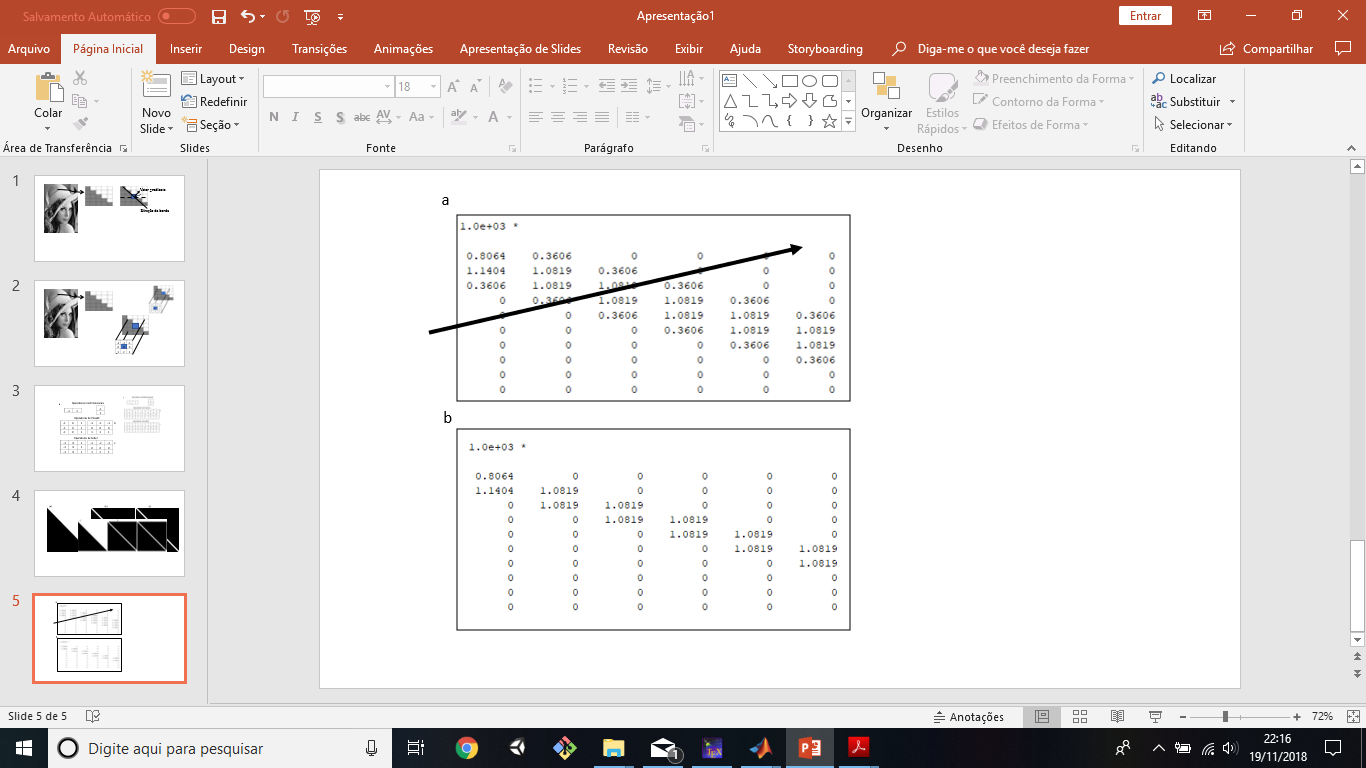 Salvamento Automático
Apresentação1
Entrar
Arquivo Página Inicial Inserir Design Transições Animações Apresentação de Slides Revisão Exibir Ajuda Storyboarding Diga-me o que você deseja fazer Compartilhar
Colar
Área de Transferência
Novo Slide
Layout
Redefinir
Seção
Slides
18
N I S S abc AV Aa A
Fonte
Parágrafo
Organizar
Estilos Rápidos
Preenchimento da Forma
Contorno da Forma
Efeitos de Forma
Desenho
Localizar
Substituir
Selecionar
Editando
1
2
3
4
5
a
1.0e+03 *
0.8064 0.3606 0 0 0 0
1.1404 1.0819 0.3606 0 0 0
0.3606 1.0819 1.0819 0.3606 0 0
0 0.3606 1.0819 1.0819 0.3606 0
0 0 0.3606 1.0819 1.0819 0.3606
0 0 0 0.3606 1.0819 1.0819
0 0 0 0 0.3606 1.0819
0 0 0 0 0 0.3606
0 0 0 0 0 0
0 0 0 0 0 0
b
1.0e+03 *
0.8064 0 0 0 0 0
1.1404 1.0819 0 0 0 0
0 1.0819 1.0819 0 0 0
0 0 1.0819 1.0819 0 0
0 0 0 1.0819 1.0819 0
0 0 0 0 1.0819 1.0819
0 0 0 0 0 1.0819
0 0 0 0 0 0
0 0 0 0 0 0
0 0 0 0 0 0
Slide 5 de 5
Anotações
72%
Digite aqui para pesquisar
1
22:16
19/11/2018